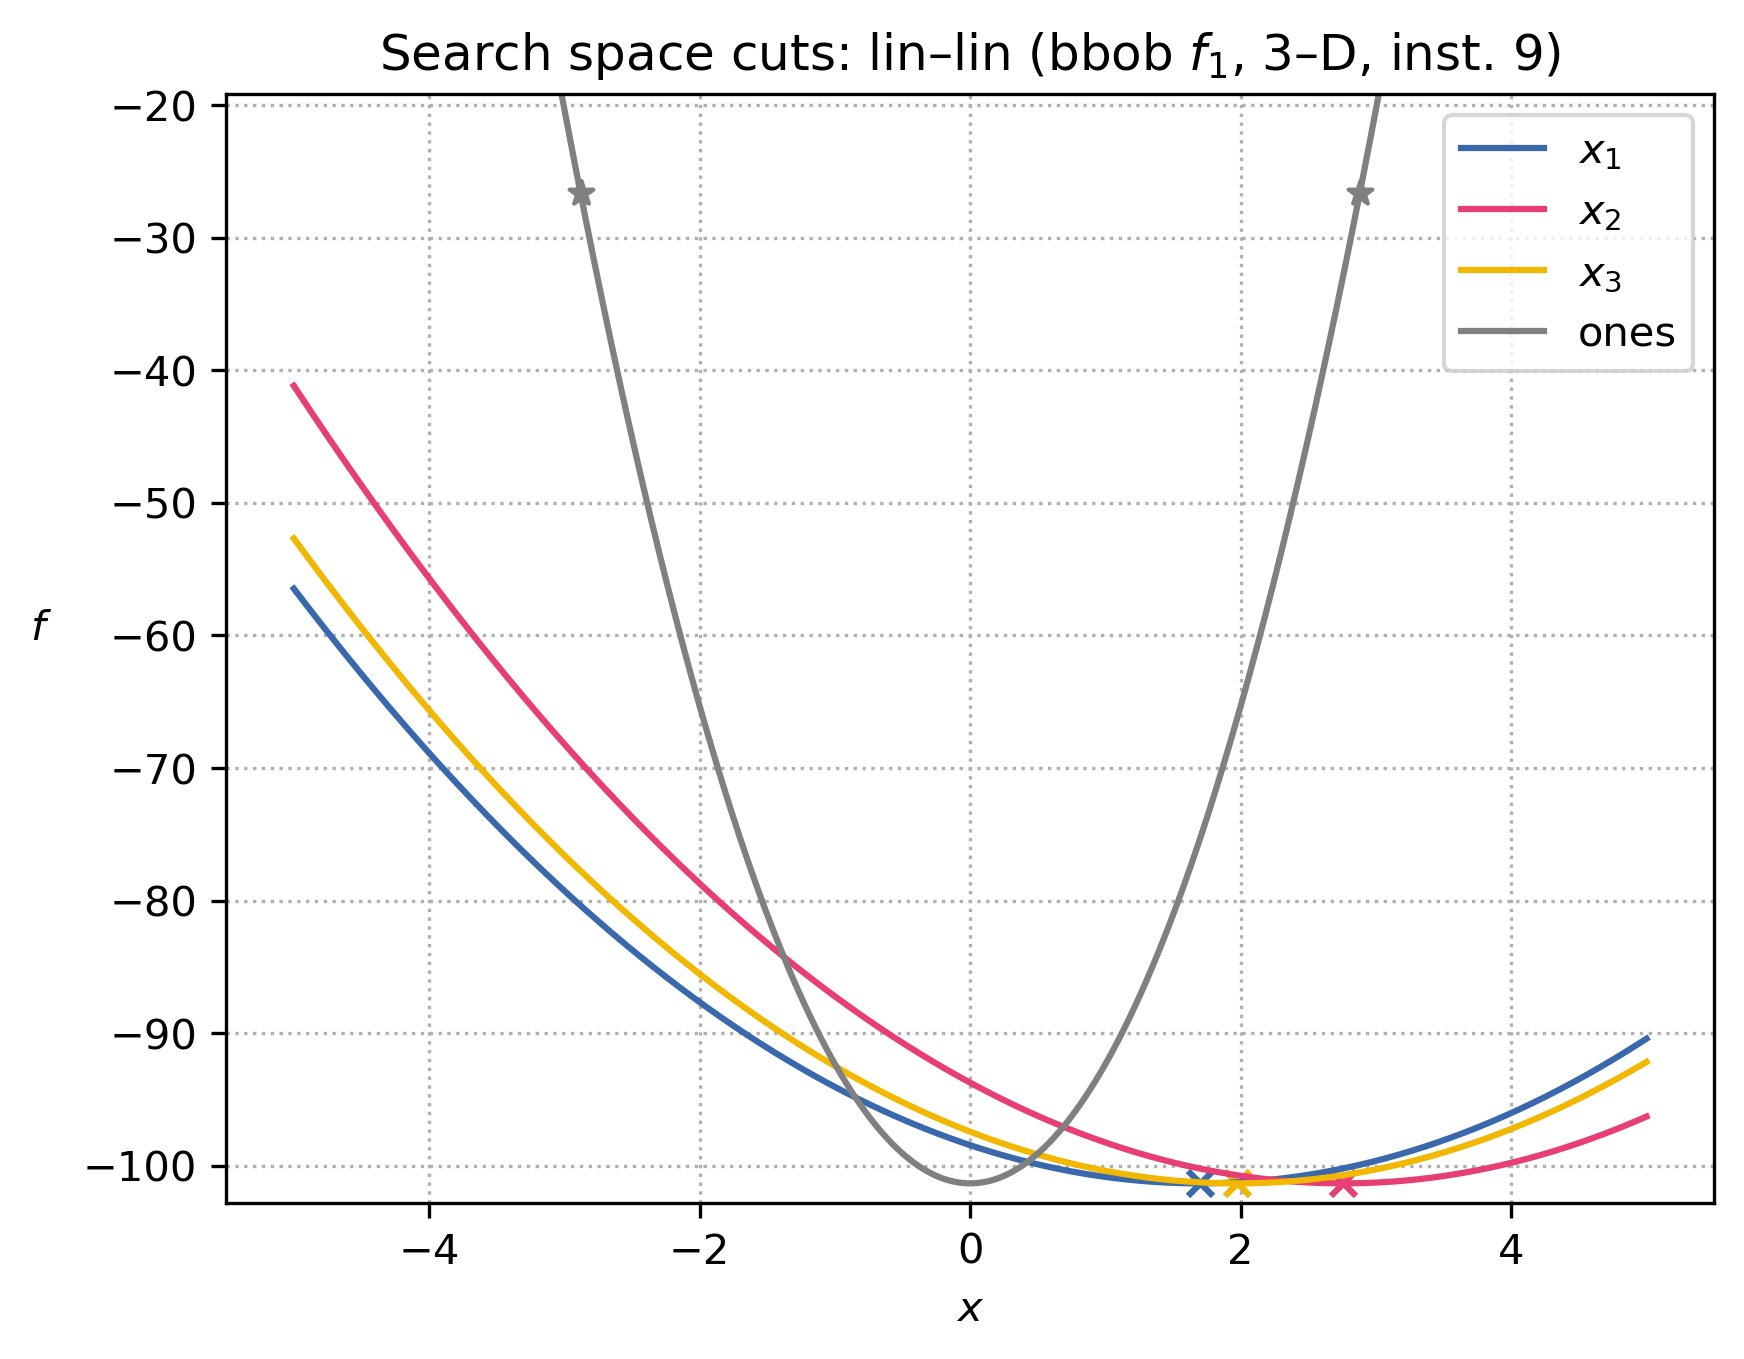 Search space cuts: lin–lin (bbob f₁, 3–D, inst. 9)
−20
−30
−40
−50
−60
−70
−80
−90
−100
f
x₁
x₂
x₃
ones
−4 −2 0 2 4
x